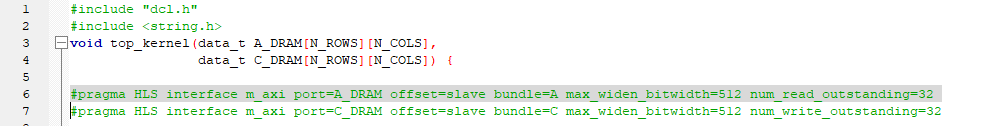 1 #include "dcl.h"
2 #include <string.h>
3 void top_kernel(data_t A_DRAM[N_ROWS][N_COLS],
4 data_t C_DRAM[N_ROWS][N_COLS]) {
5
6 #pragma HLS interface m_axi port=A_DRAM offset=slave bundle=A max_widen_bitwidth=512 num_read_outstanding=32
7 #pragma HLS interface m_axi port=C_DRAM offset=slave bundle=C max_widen_bitwidth=512 num_write_outstanding=32